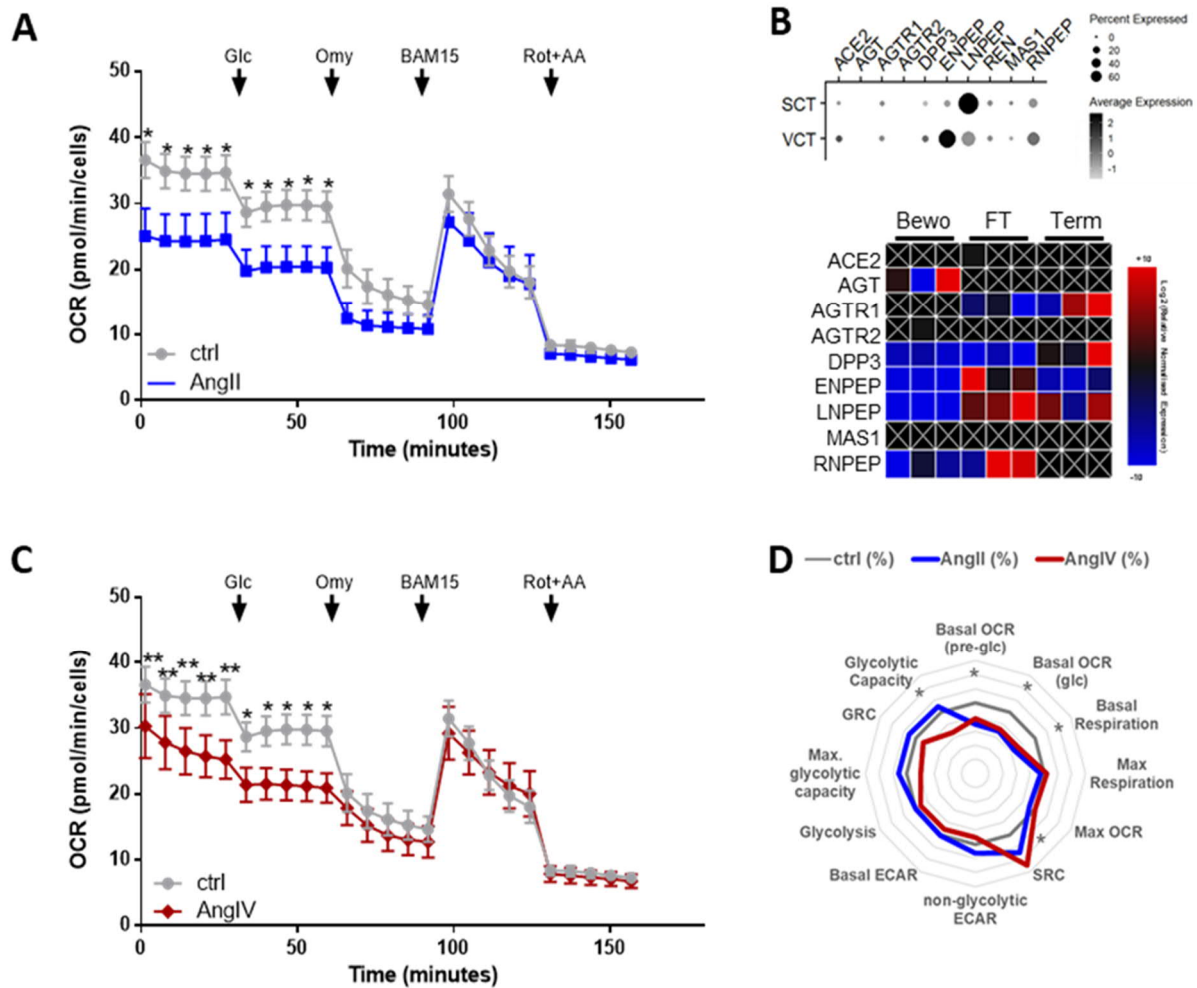 A
Glc
Omy
BAM15
Rot+AA
50
40
30
20
10
0
OCR (pmol/min/cells)
* * * * *
* * * * *
ctrl
AngII
0
50
100
150
Time (minutes)
B
ACE2
AGT
AGTR1
AGTR2
DPP3
ENPEP
LNPEP
REN
MAS1
RNPEP
SCT
VCT
Percent Expressed
0
20
40
60
Average Expression
2
1
0
-1
Bewo
FT
Term
ACE2
AGT
AGTR1
AGTR2
DPP3
ENPEP
LNPEP
MAS1
RNPEP
+10
Log2(Relative Normalised Expression)
-10
C
Glc
Omy
BAM15
Rot+AA
50
40
30
20
10
0
OCR (pmol/min/cells)
** ** ** ** **
* * * * *
ctrl
AngIV
0
50
100
150
Time (minutes)
D
ctrl (%)
AngII (%)
AngIV (%)
Basal OCR
(pre-glc)
*
Basal OCR
(glc)
*
Basal
Respiration
*
Max
Respiration
Max OCR
*
SRC
non-glycolytic
ECAR
Basal ECAR
Glycolysis
Max.
glycolytic
capacity
GRC
Glycolytic
Capacity
*